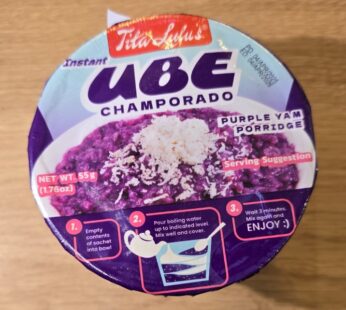 Tita Lulu's
Instant
UBE
CHAMPORADO
PURPLE YAM
PORRIDGE
Serving Suggestion
NET WT. 55g
(1.76oz)
1.
Empty
contents
of sachet
into bowl
2.
Pour boiling water
up to indicated level.
Mix well and cover.
3.
Wait 3 minutes.
Mix again and
ENJOY :)